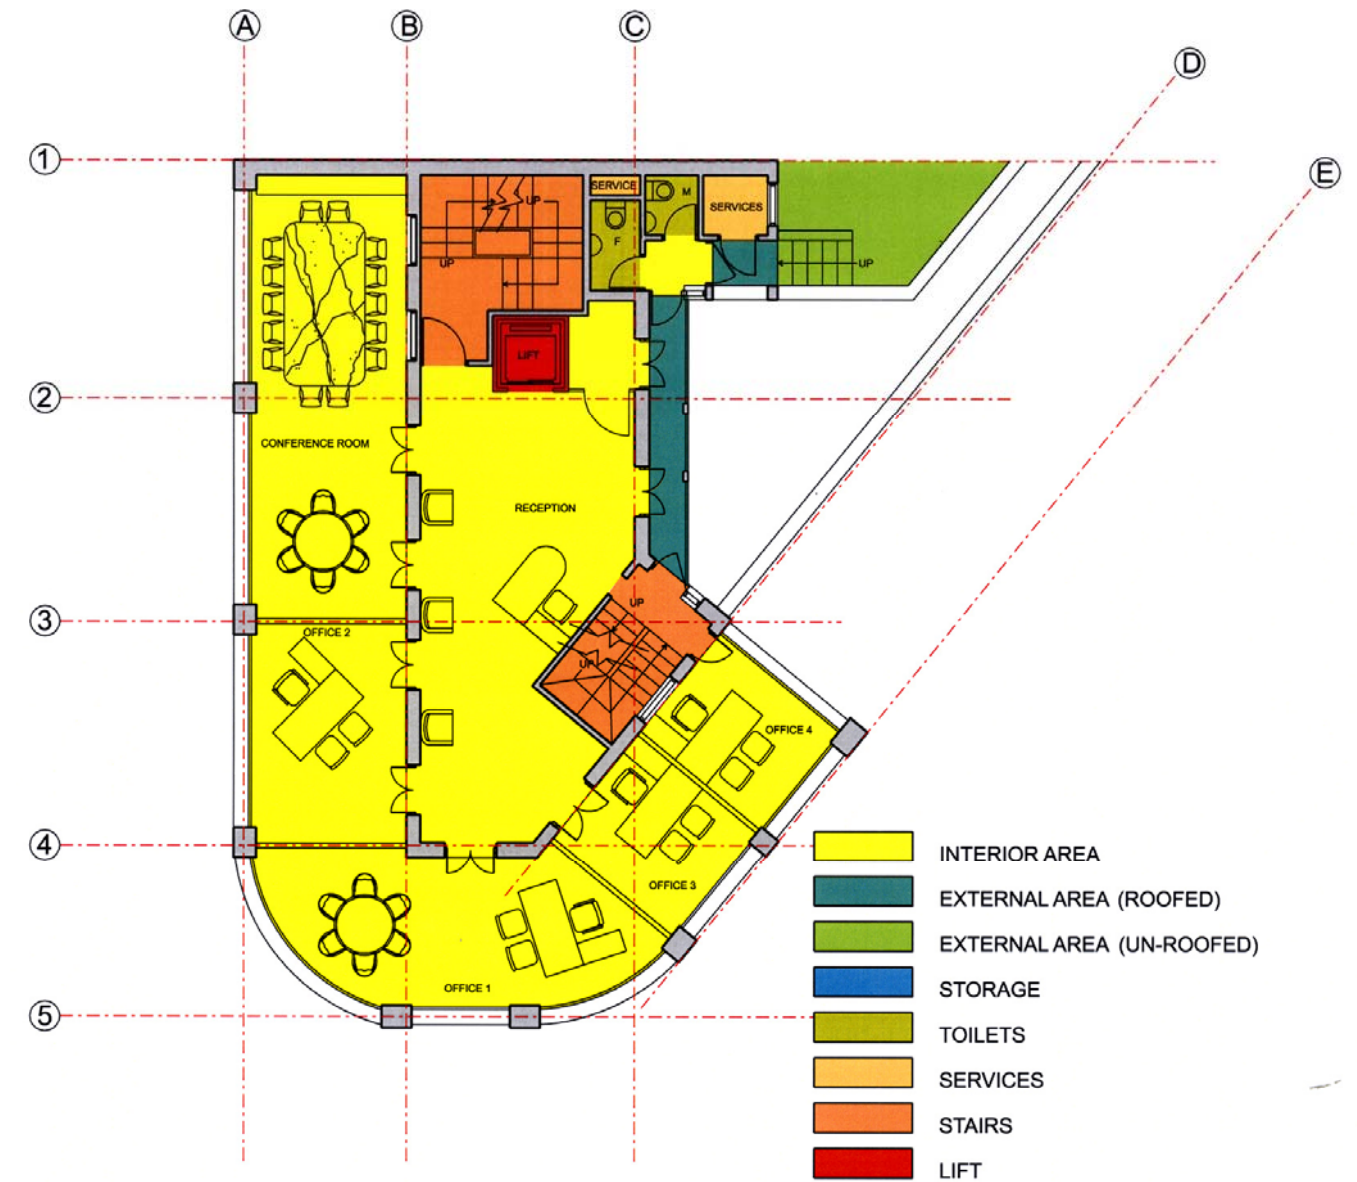 A
B
C
D
E
1
SERVICE
M
UP
SERVICES
F
UP
UP
LIFT
2
CONFERENCE ROOM
RECEPTION
UP
3
OFFICE 2
UP
OFFICE 4
4
INTERIOR AREA
OFFICE 3
EXTERNAL AREA (ROOFED)
EXTERNAL AREA (UN-ROOFED)
OFFICE 1
STORAGE
5
TOILETS
SERVICES
STAIRS
LIFT